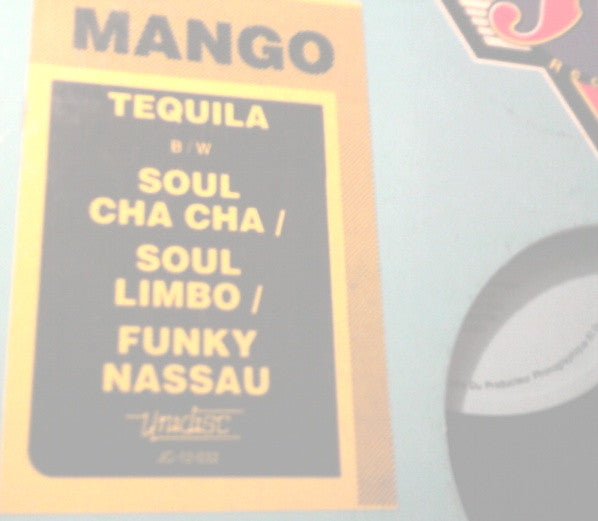 MANGO
TEQUILA
B/W
SOUL
CHA CHA /
SOUL
LIMBO /
FUNKY
NASSAU
Unidisc